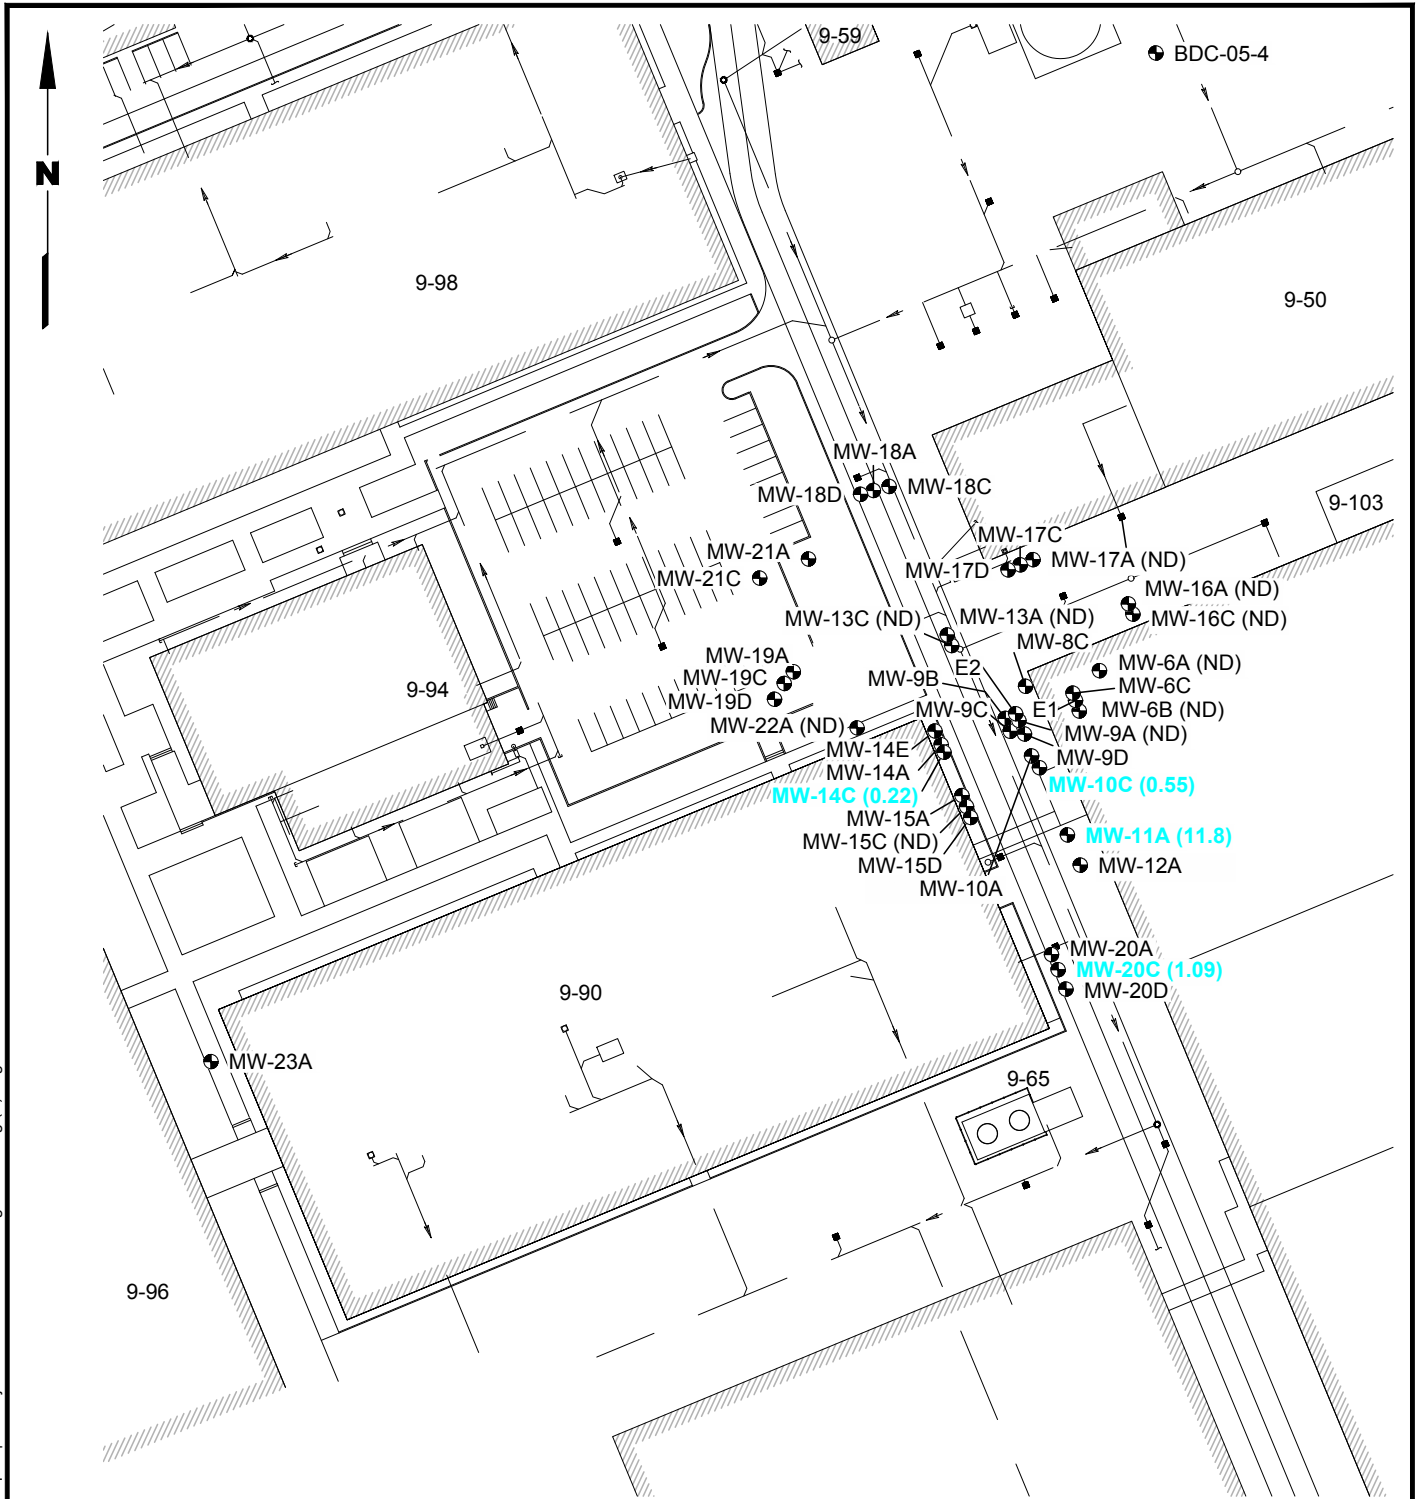 9-59
BDC-05-4
N
9-98
9-50
MW-18A
MW-18D
MW-18C
9-103
MW-17C
MW-21A
MW-17A (ND)
MW-17D
MW-21C
MW-16A (ND)
MW-13C (ND)
MW-13A (ND)
MW-16C (ND)
MW-8C
MW-19A
E2
MW-6A (ND)
MW-9B
MW-19C
MW-6C
9-94
MW-19D
MW-9C
E1
MW-6B (ND)
MW-22A (ND)
MW-9A (ND)
MW-14E
MW-9D
MW-14A
MW-10C (0.55)
MW-14C (0.22)
MW-15A
MW-11A (11.8)
MW-15C (ND)
MW-15D
MW-12A
MW-10A
MW-20A
MW-20C (1.09)
9-90
MW-20D
MW-23A
9-65
9-96